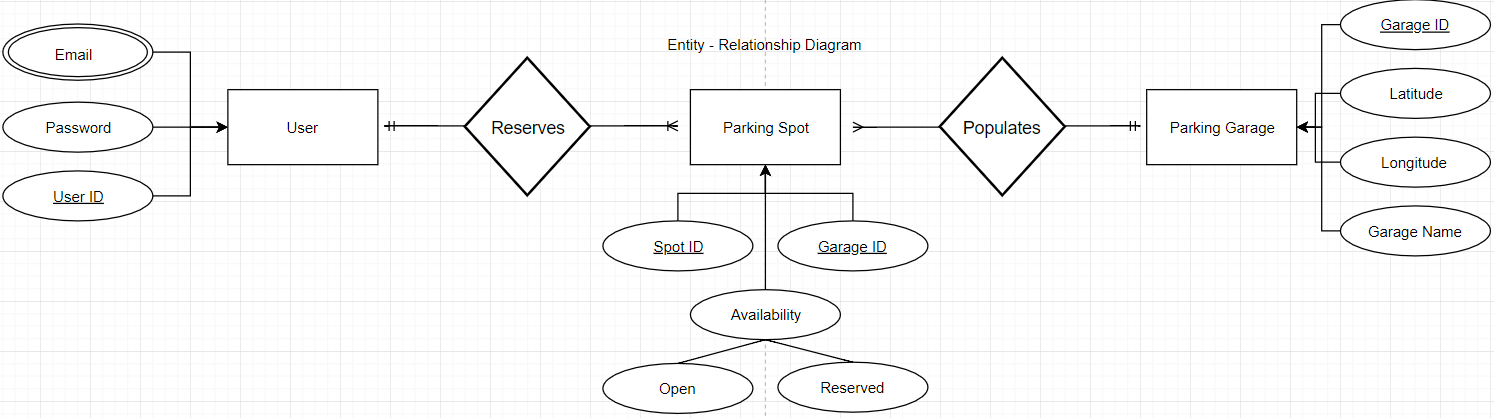 Entity - Relationship Diagram
Email
Password
User ID
User
Reserves
Parking Spot
Populates
Parking Garage
Garage ID
Latitude
Longitude
Garage Name
Spot ID
Garage ID
Availability
Open
Reserved